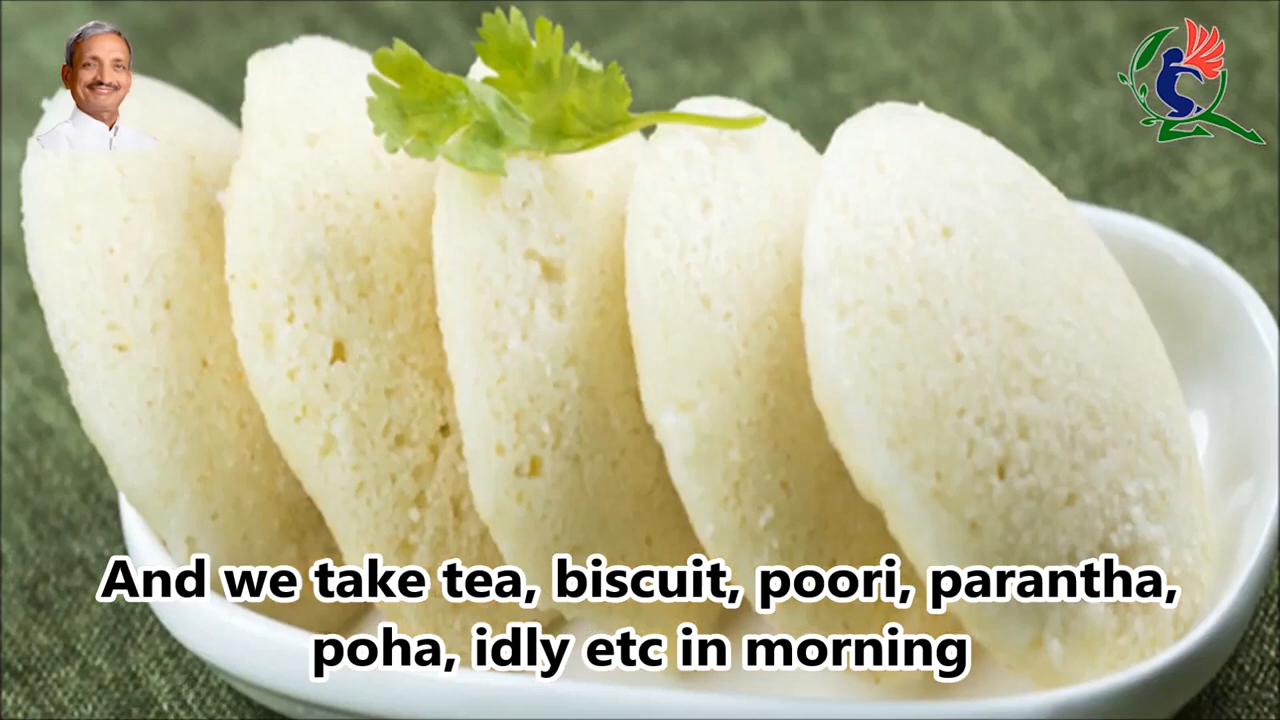 And we take tea, biscuit, poori, parantha,
poha, idly etc in morning